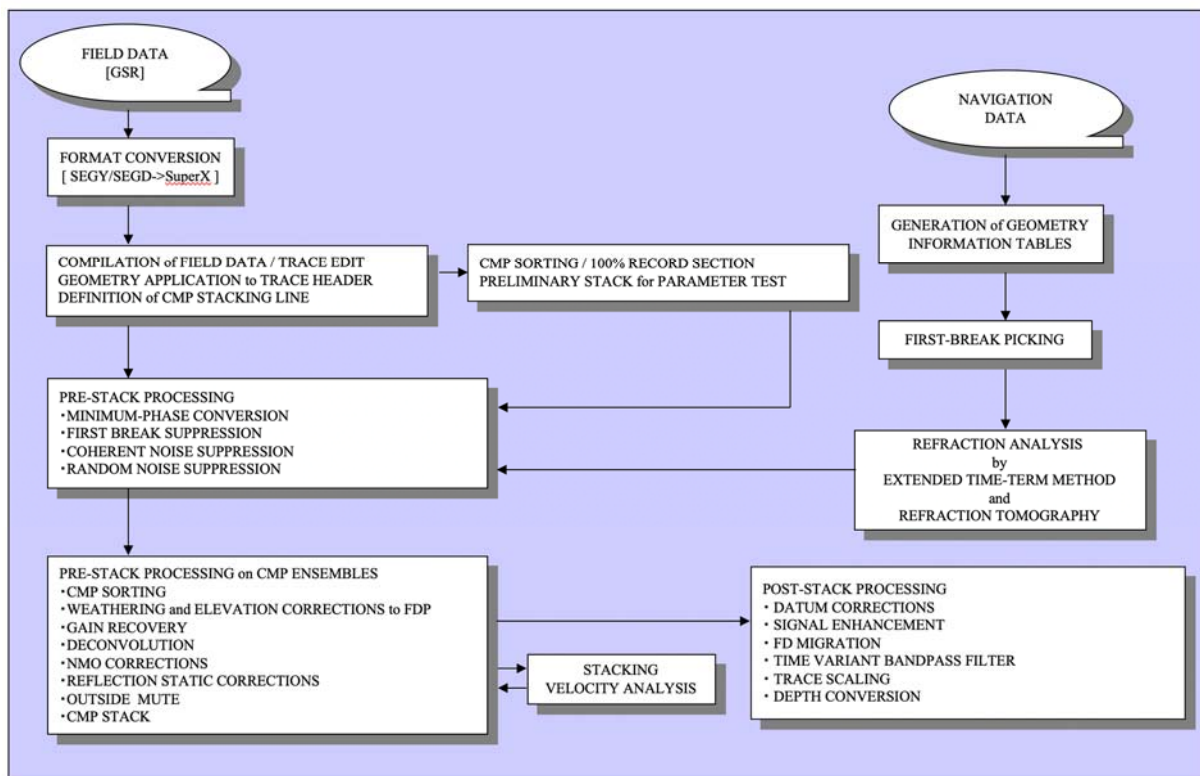 FIELD DATA
[GSR]
FORMAT CONVERSION
[ SEGY/SEGD->SuperX ]
COMPILATION of FIELD DATA / TRACE EDIT
GEOMETRY APPLICATION to TRACE HEADER
DEFINITION of CMP STACKING LINE
CMP SORTING / 100% RECORD SECTION
PRELIMINARY STACK for PARAMETER TEST
NAVIGATION
DATA
GENERATION of GEOMETRY
INFORMATION TABLES
FIRST-BREAK PICKING
REFRACTION ANALYSIS
by
EXTENDED TIME-TERM METHOD
and
REFRACTION TOMOGRAPHY
PRE-STACK PROCESSING
・MINIMUM-PHASE CONVERSION
・FIRST BREAK SUPPRESSION
・COHERENT NOISE SUPPRESSION
・RANDOM NOISE SUPPRESSION
PRE-STACK PROCESSING on CMP ENSEMBLES
・CMP SORTING
・WEATHERING and ELEVATION CORRECTIONS to FDP
・GAIN RECOVERY
・DECONVOLUTION
・NMO CORRECTIONS
・REFLECTION STATIC CORRECTIONS
・OUTSIDE MUTE
・CMP STACK
STACKING
VELOCITY ANALYSIS
POST-STACK PROCESSING
・DATUM CORRECTIONS
・SIGNAL ENHANCEMENT
・FD MIGRATION
・TIME VARIANT BANDPASS FILTER
・TRACE SCALING
・DEPTH CONVERSION